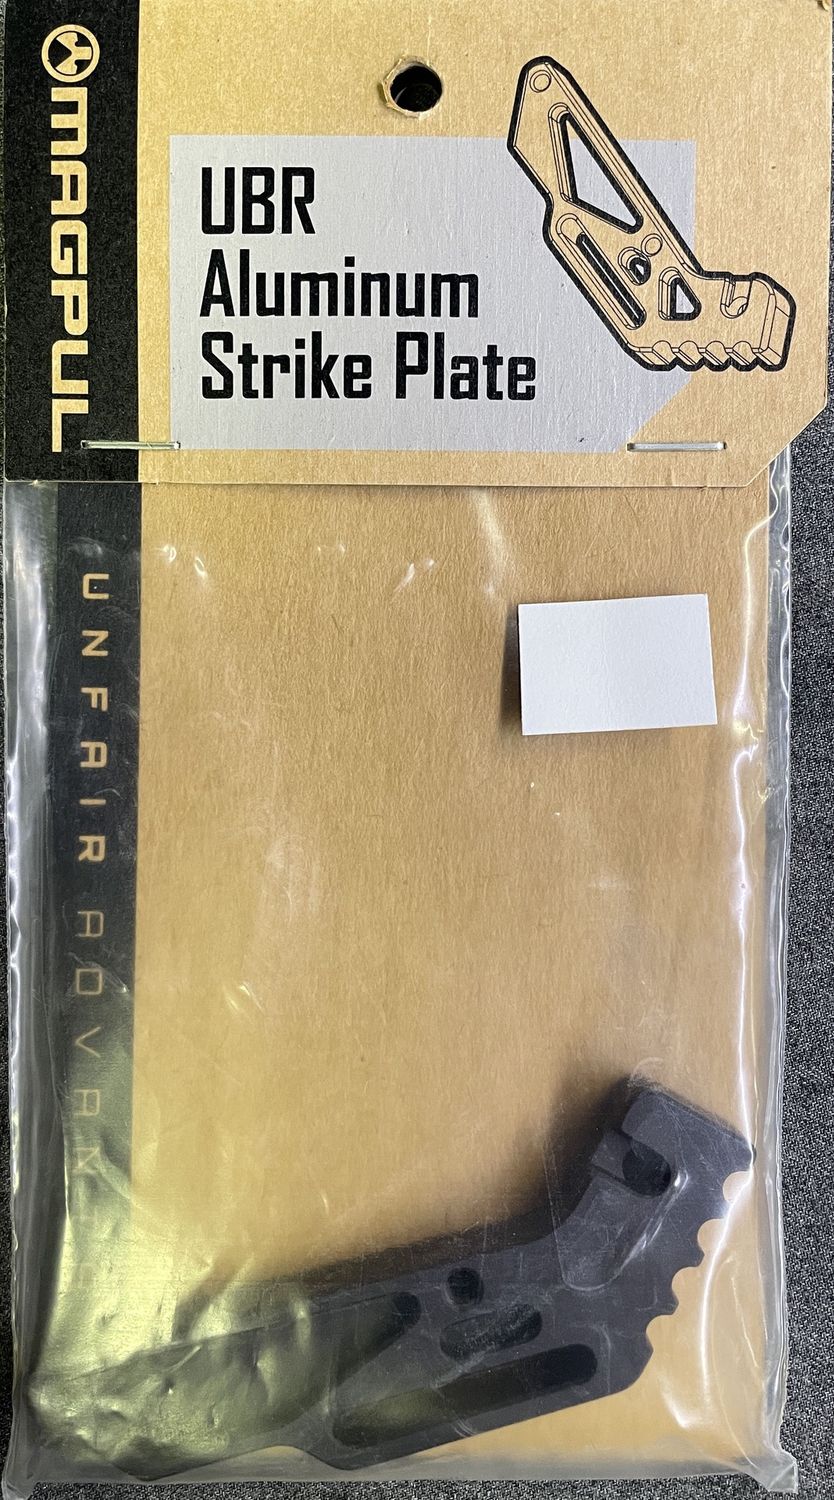 MAGPUL
UBR
Aluminum
Strike Plate
UNFAIR ADVANTAGE